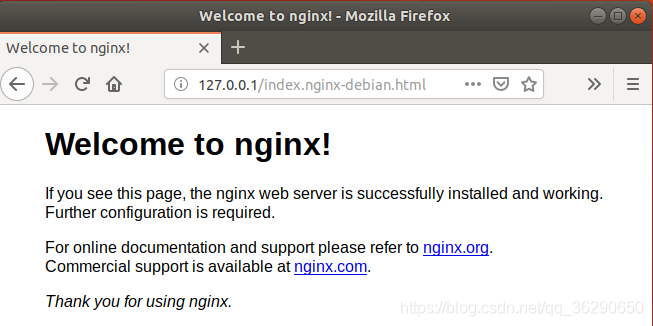 Welcome to nginx! - Mozilla Firefox
Welcome to nginx!
127.0.0.1/index.nginx-debian.html
Welcome to nginx!
If you see this page, the nginx web server is successfully installed and working.
Further configuration is required.
For online documentation and support please refer to nginx.org.
Commercial support is available at nginx.com.
Thank you for using nginx.
https://blog.csdn.net/qq_36290650